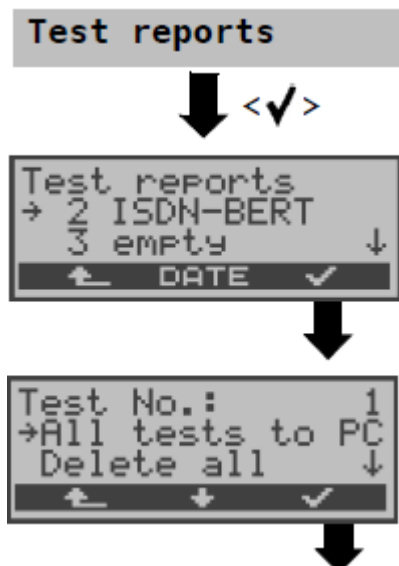 Test reports
<✓>
Test reports
→ 2 ISDN-BERT
3 empty ↓
DATE ✓
Test No.: 1
→All tests to PC
Delete all ↓
↓ ✓